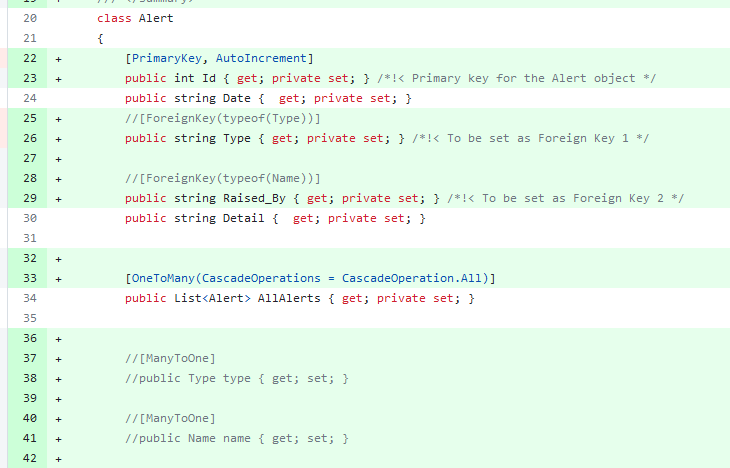 19 + /// </summary>
20 class Alert
21 {
22 + [PrimaryKey, AutoIncrement]
23 + public int Id { get; private set; } /*!< Primary key for the Alert object */
24 public string Date {  get; private set; }
25 + //[ForeignKey(typeof(Type))]
26 + public string Type { get; private set; } /*!< To be set as Foreign Key 1 */
27 +
28 + //[ForeignKey(typeof(Name))]
29 + public string Raised_By { get; private set; } /*!< To be set as Foreign Key 2 */
30 public string Detail {  get; private set; }
31
32 +
33 + [OneToMany(CascadeOperations = CascadeOperation.All)]
34 public List<Alert> AllAlerts { get; private set; }
35
36 +
37 + //[ManyToOne]
38 + //public Type type { get; set; }
39 +
40 + //[ManyToOne]
41 + //public Name name { get; set; }
42 +